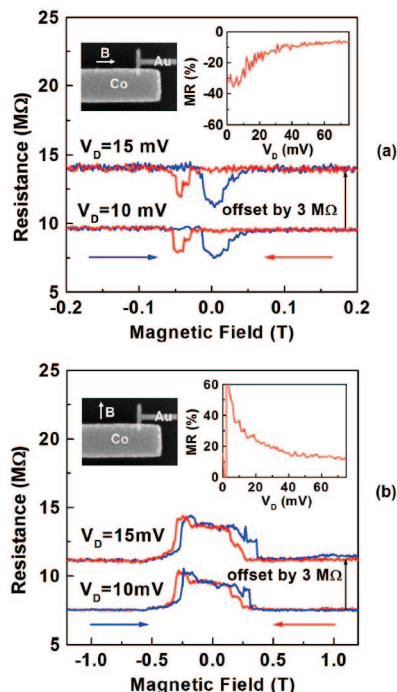 25
20
15
10
5
Resistance (MΩ)
B
Au
Co
0
-20
-40
-60
MR (%)
0 20 40 60
V_D (mV)
V_D=15 mV
V_D=10 mV
offset by 3 MΩ
-0.2 -0.1 0.0 0.1 0.2
Magnetic Field (T)
(a)
25
20
15
10
5
Resistance (MΩ)
B
Au
Co
60
40
20
0
MR (%)
0 20 40 60
V_D (mV)
V_D=15mV
V_D=10mV
offset by 3 MΩ
-1.0 -0.5 0.0 0.5 1.0
Magnetic Field (T)
(b)